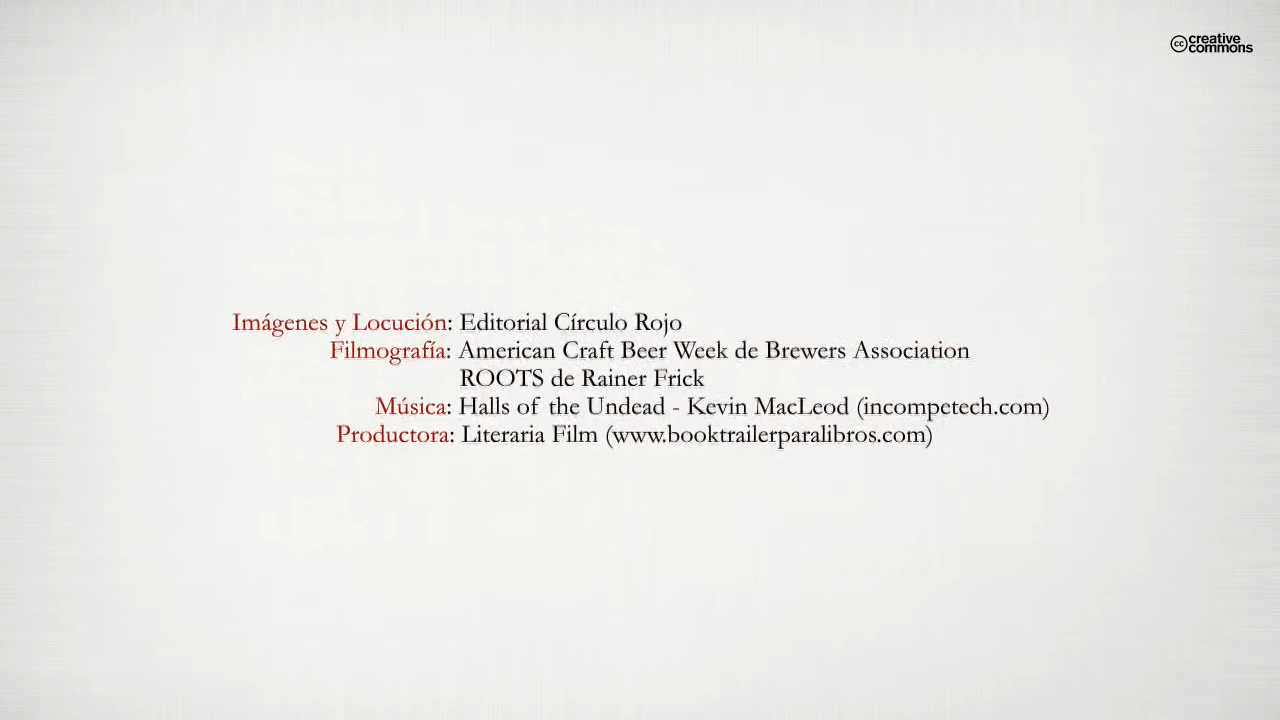 cc creative
commons
Imágenes y Locución: Editorial Círculo Rojo
Filmografía: American Craft Beer Week de Brewers Association
ROOTS de Rainer Frick
Música: Halls of the Undead - Kevin MacLeod (incompetech.com)
Productora: Literaria Film (www.booktrailerparalibros.com)